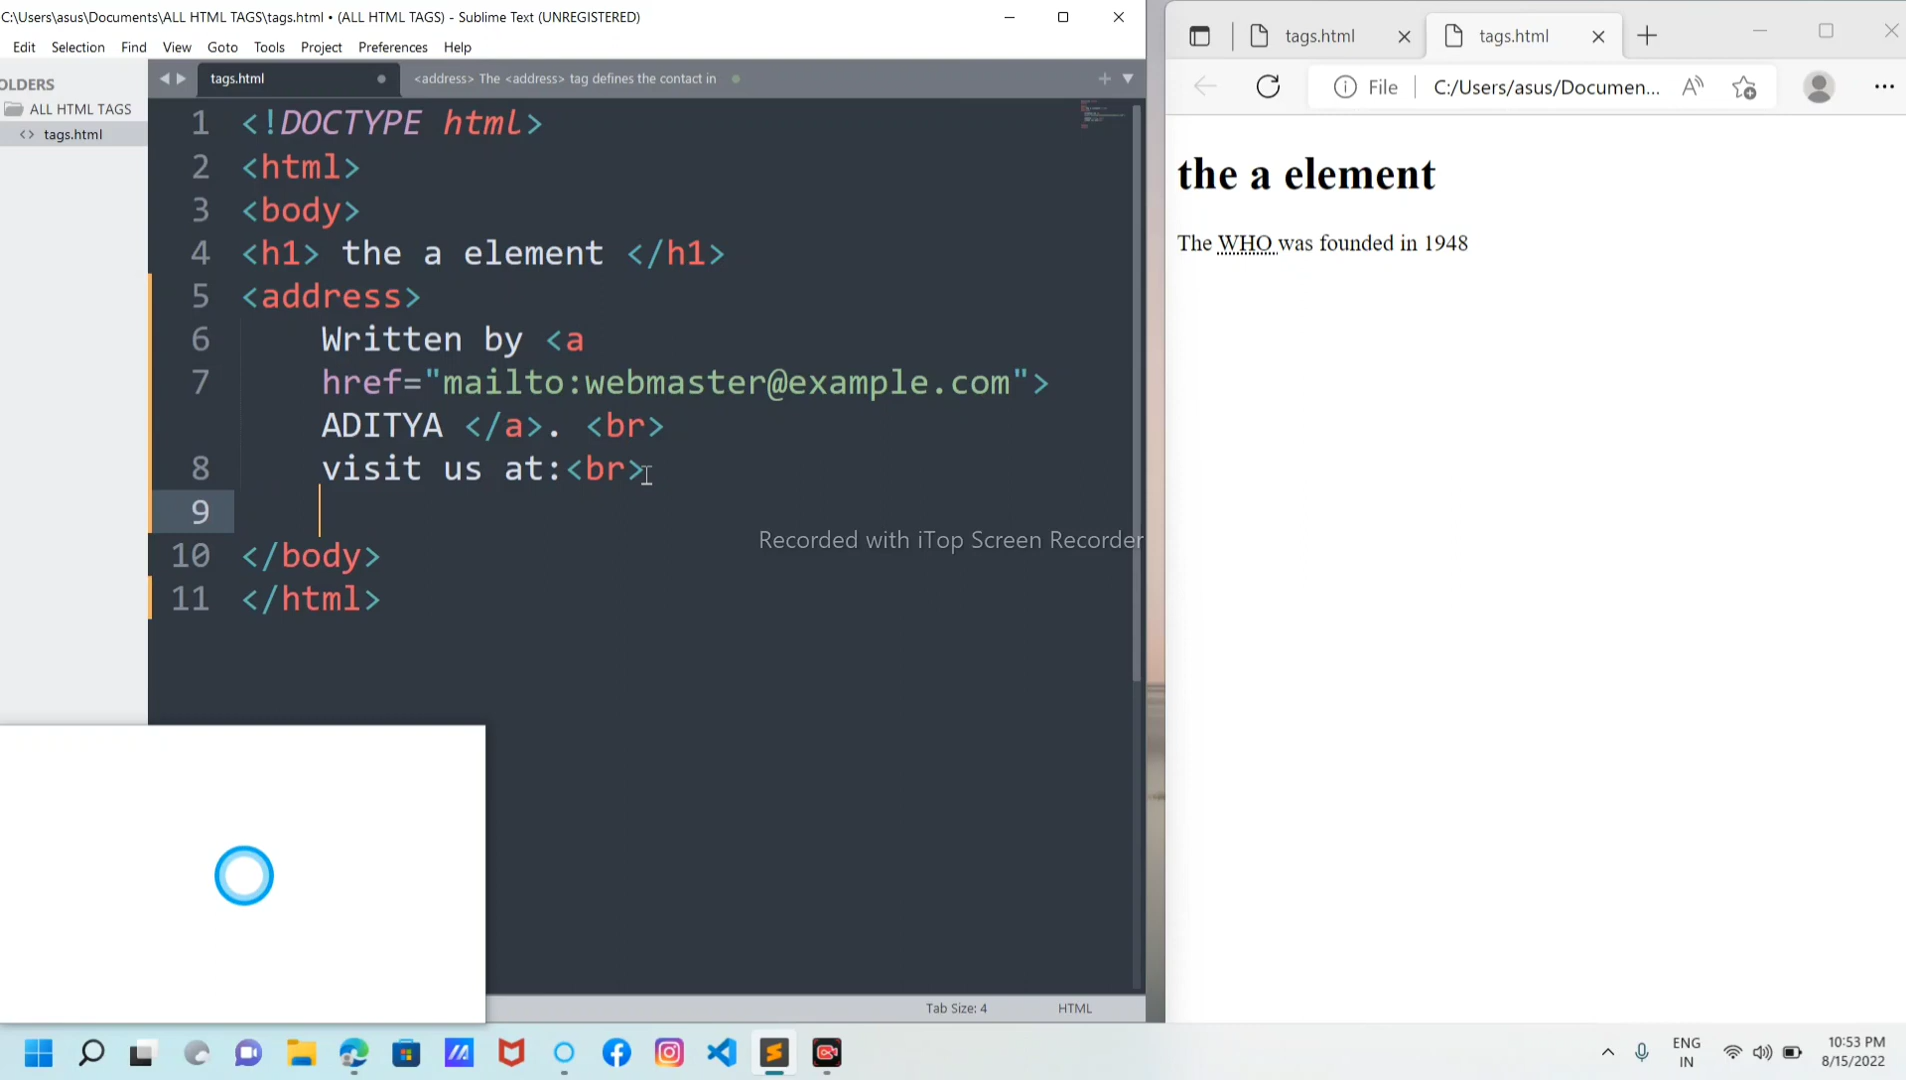 C:\Users\asus\Documents\ALL HTML TAGS\tags.html • (ALL HTML TAGS) - Sublime Text (UNREGISTERED)
Edit Selection Find View Goto Tools Project Preferences Help
OLDERS
ALL HTML TAGS
<> tags.html
tags.html
<address> The <address> tag defines the contact in
1 <!DOCTYPE html>
2 <html>
3 <body>
4 <h1> the a element </h1>
5 <address>
6 Written by <a
7 href="mailto:webmaster@example.com">
ADITYA </a>. <br>
8 visit us at:<br>
9
10 </body>
11 </html>
Recorded with iTop Screen Recorder
Tab Size: 4
HTML
tags.html
tags.html
File
C:/Users/asus/Documen...
the a element
The WHO was founded in 1948
ENG
IN
10:53 PM
8/15/2022